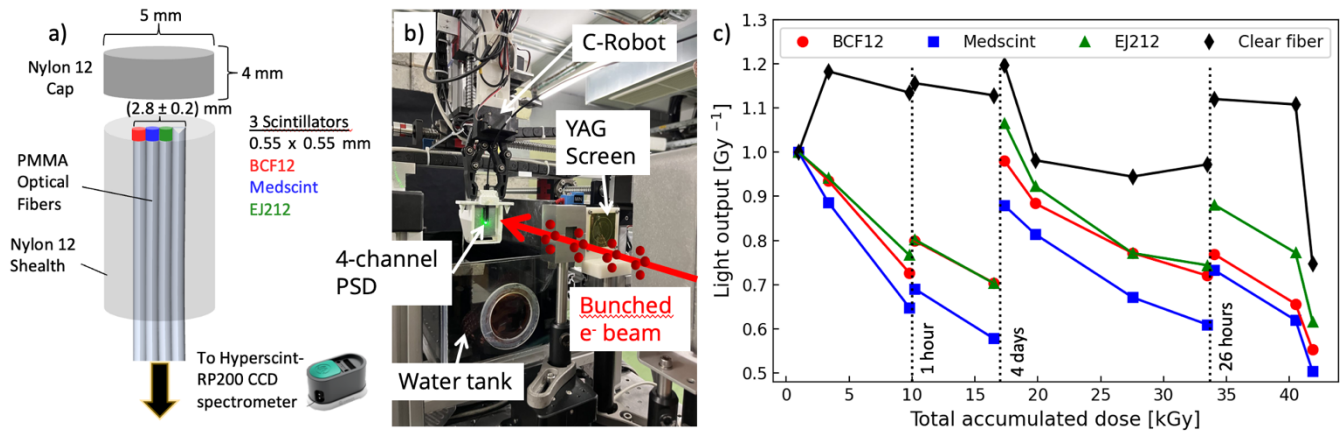 a)
5 mm
Nylon 12
Cap
4 mm
(2.8 ± 0.2) mm
3 Scintillators
0.55 x 0.55 mm
BCF12
Medscint
EJ212
PMMA
Optical
Fibers
Nylon 12
Shealth
To Hyperscint-
RP200 CCD
spectrometer
b)
C-Robot
YAG
Screen
4-channel
PSD
Bunched
e⁻ beam
Water tank
c)
BCF12 Medscint EJ212 Clear fiber
Light output [Gy⁻¹]
1.3
1.2
1.1
1.0
0.9
0.8
0.7
0.6
0.5
1 hour
4 days
26 hours
0 5 10 15 20 25 30 35 40
Total accumulated dose [kGy]